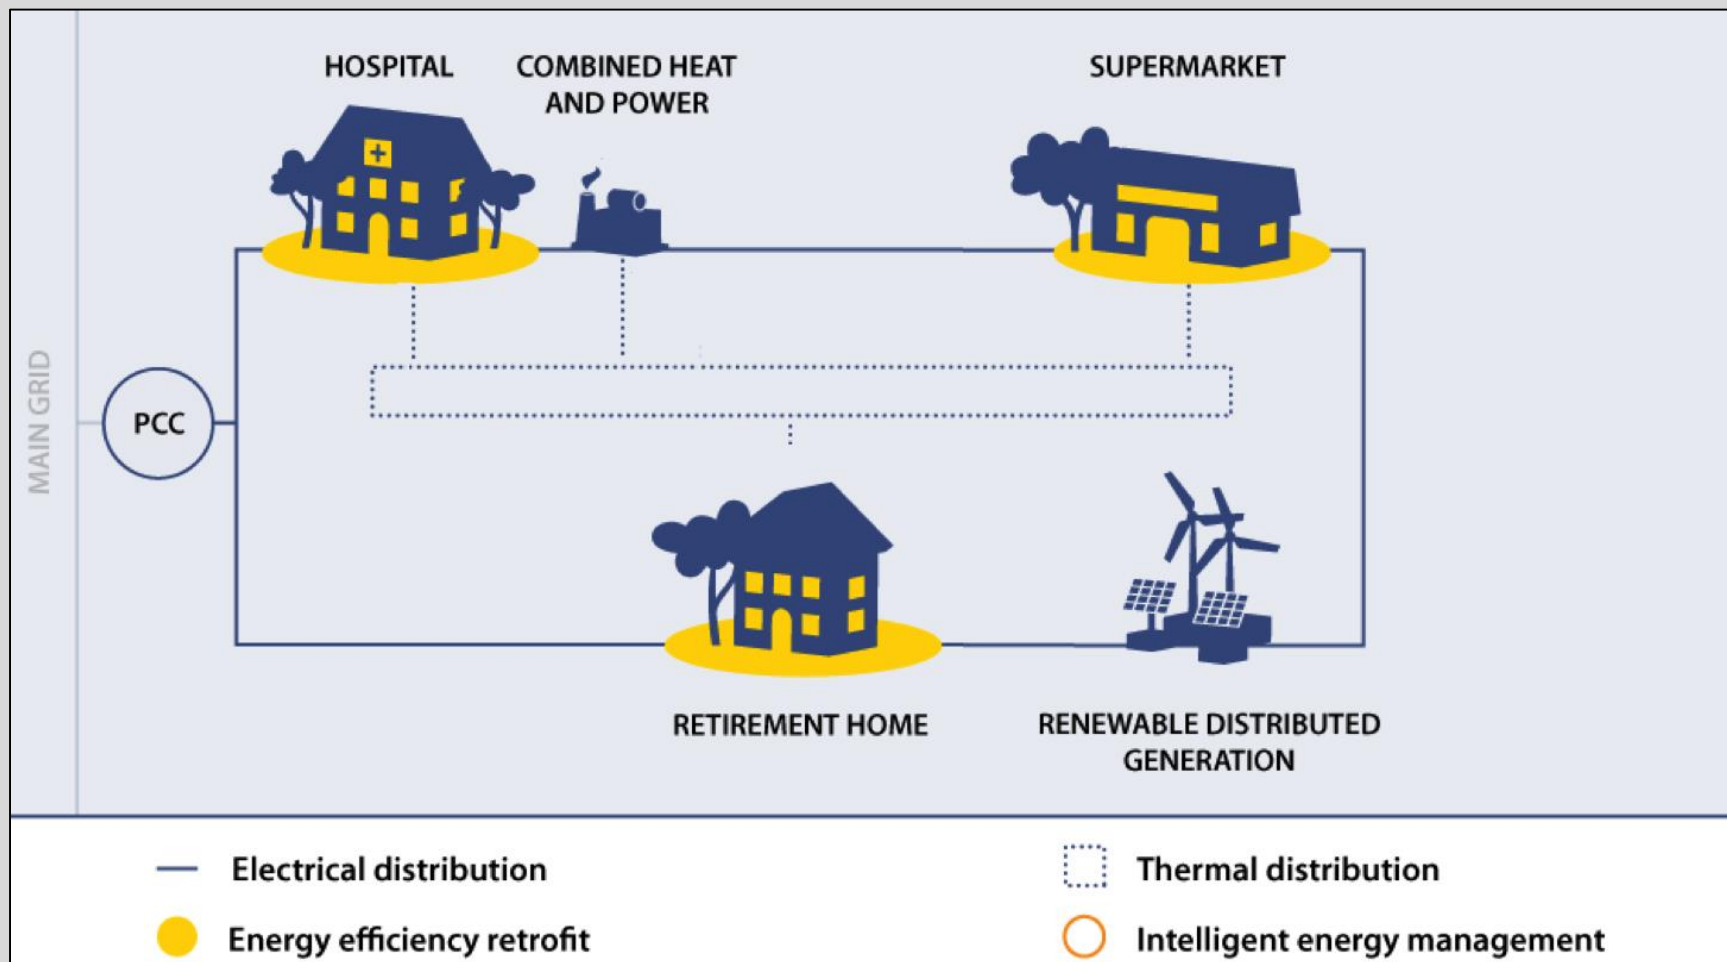 HOSPITAL
COMBINED HEAT
AND POWER
SUPERMARKET
MAIN GRID
PCC
RETIREMENT HOME
RENEWABLE DISTRIBUTED
GENERATION
Electrical distribution
Thermal distribution
Energy efficiency retrofit
Intelligent energy management